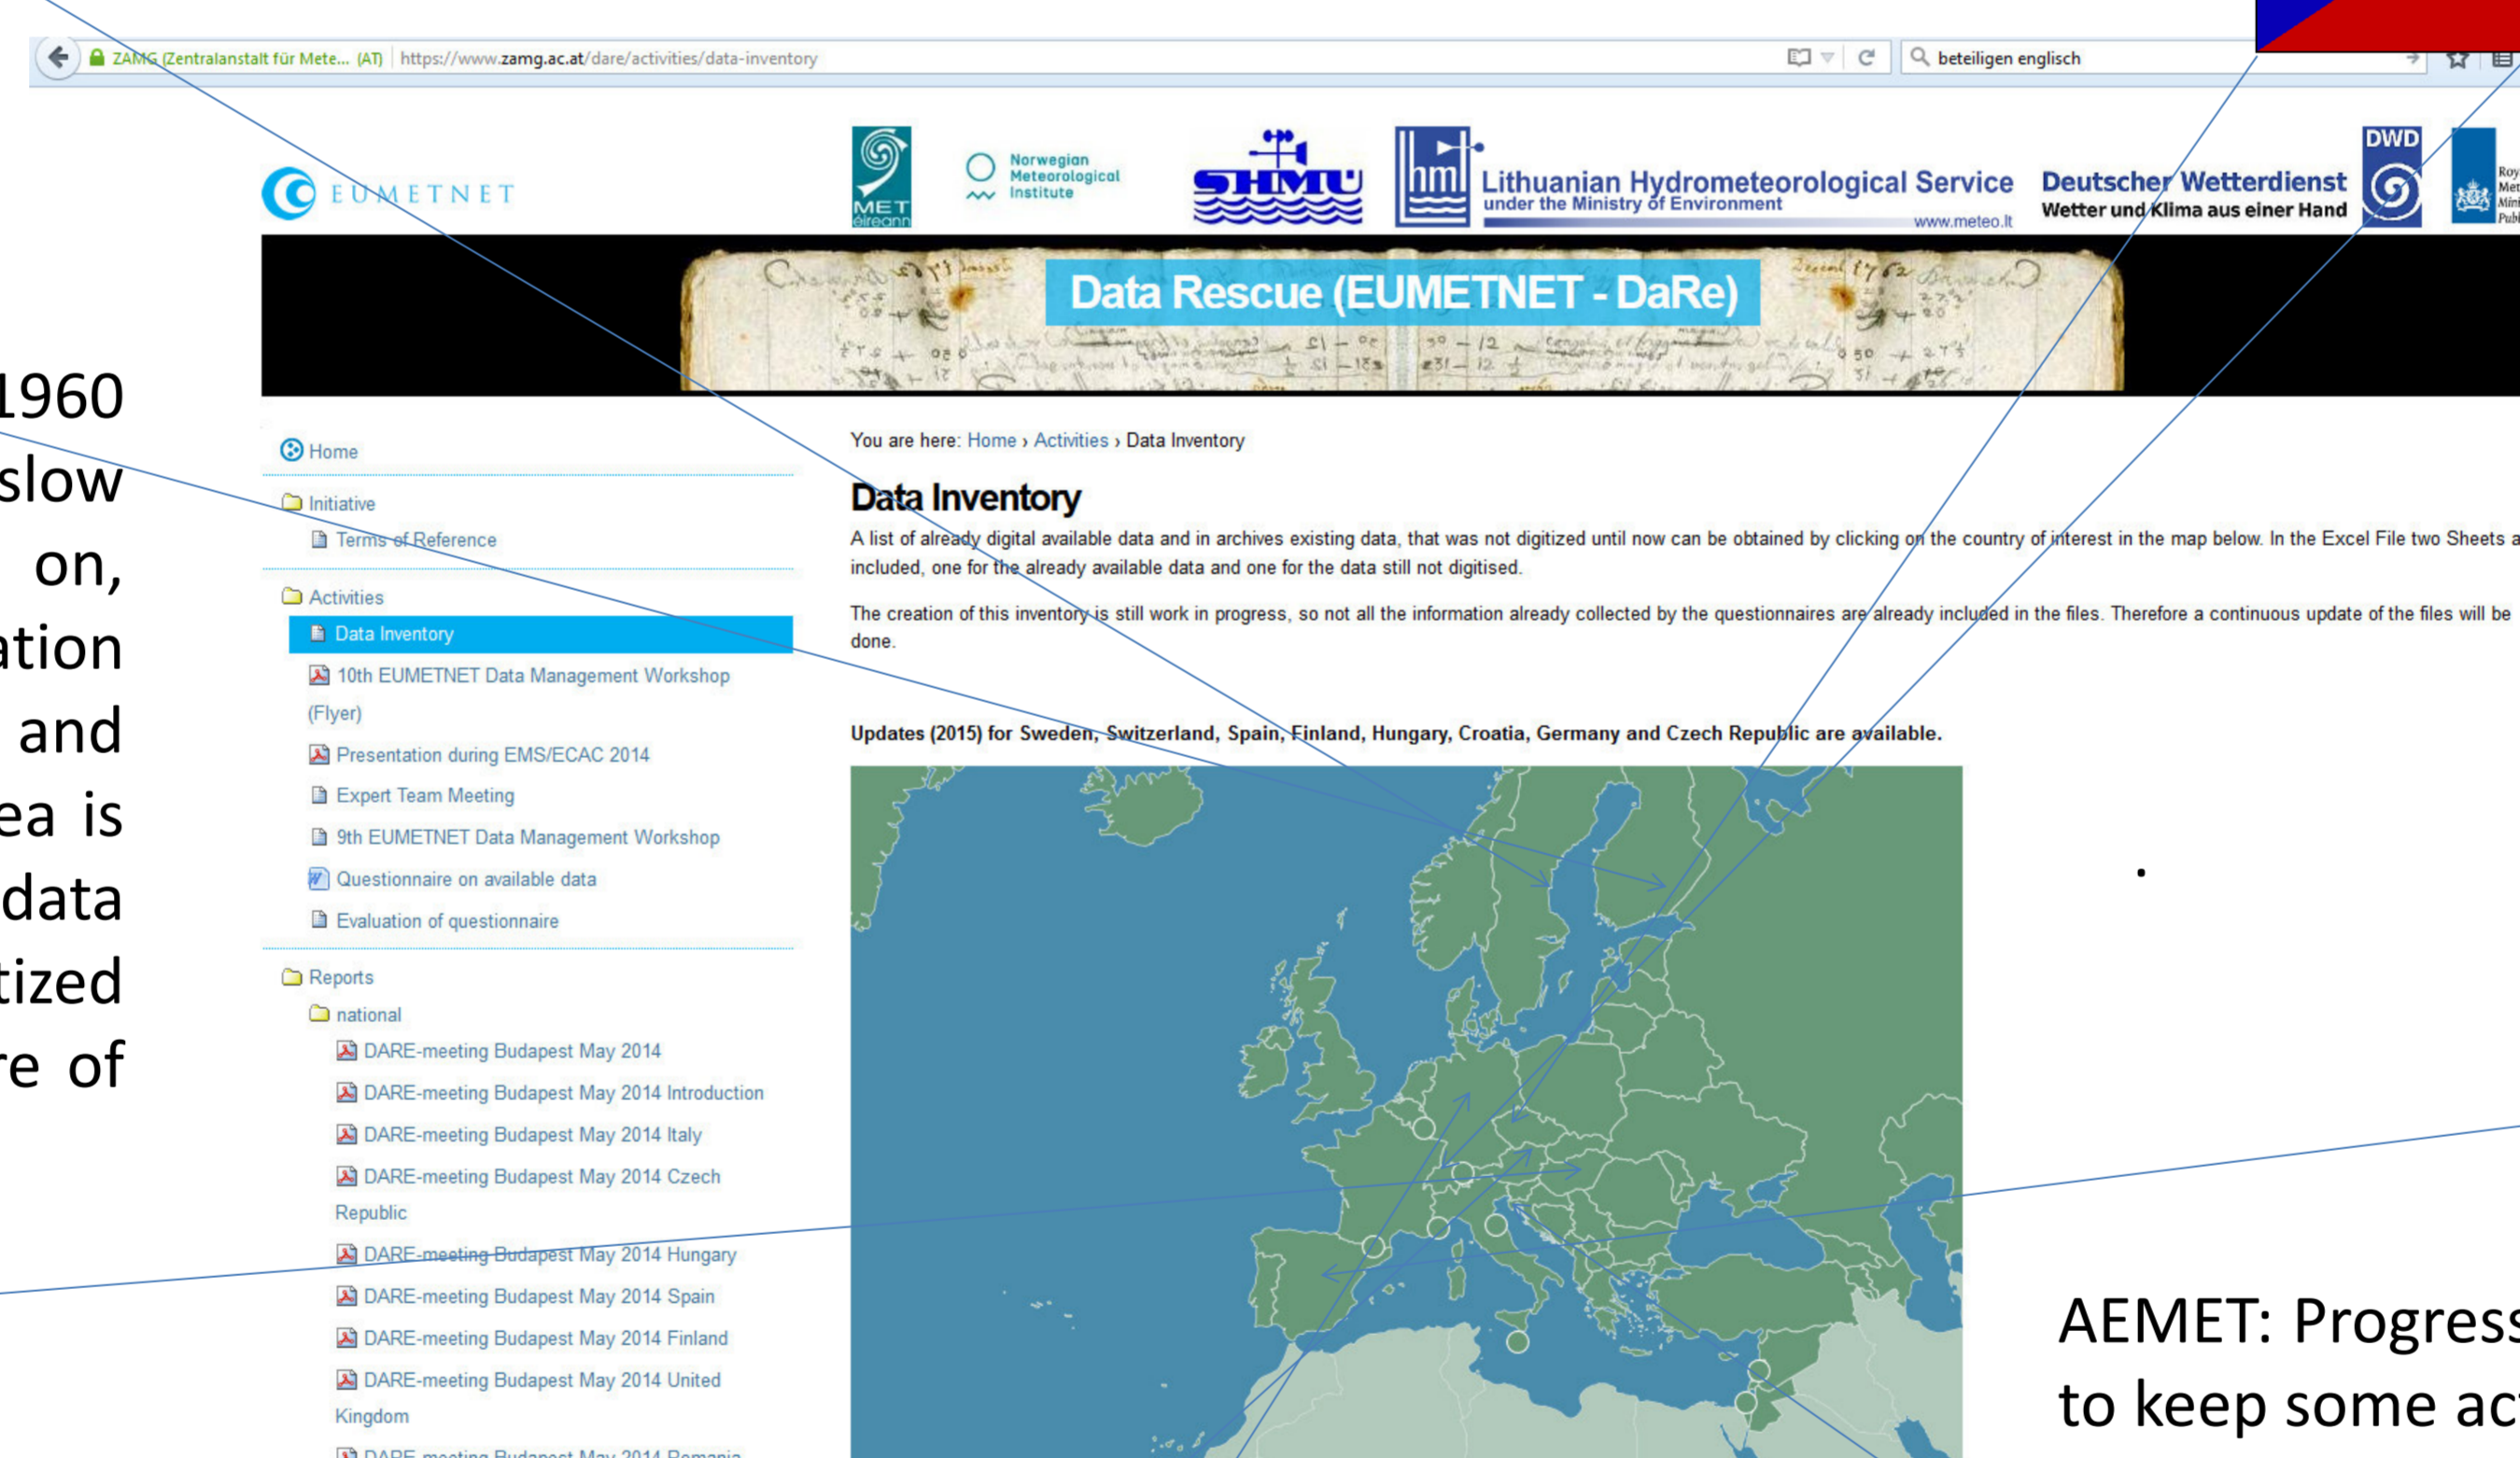 ZAMG (Zentralanstalt für Mete... (AT) https://www.zamg.ac.at/dare/activities/data-inventory
beteiligen englisch
EUMETNET
MET
éireann
Norwegian
Meteorological
Institute
SHMU
hm
Lithuanian Hydrometeorological Service
under the Ministry of Environment
www.meteo.lt
Deutscher Wetterdienst
Wetter und Klima aus einer Hand
DWD
Data Rescue (EUMETNET - DaRe)
1960
slow
on,
and
data
of
Home
Initiative
Terms of Reference
Activities
Data Inventory
10th EUMETNET Data Management Workshop
(Flyer)
Presentation during EMS/ECAC 2014
Expert Team Meeting
9th EUMETNET Data Management Workshop
Questionnaire on available data
Evaluation of questionnaire
Reports
national
DARE-meeting Budapest May 2014
DARE-meeting Budapest May 2014 Introduction
DARE-meeting Budapest May 2014 Italy
DARE-meeting Budapest May 2014 Czech
Republic
DARE-meeting Budapest May 2014 Hungary
DARE-meeting Budapest May 2014 Spain
DARE-meeting Budapest May 2014 Finland
DARE-meeting Budapest May 2014 United
Kingdom
DARE-meeting Budapest May 2014 Romania
You are here: Home › Activities › Data Inventory
Data Inventory
A list of already digital available data and in archives existing data, that was not digitized until now can be obtained by clicking on the country of interest in the map below. In the Excel File two Sheets
included, one for the already available data and one for the data still not digitised.
The creation of this inventory is still work in progress, so not all the information already collected by the questionnaires are already included in the files. Therefore a continuous update of the files will be
done.
Updates (2015) for Sweden, Switzerland, Spain, Finland, Hungary, Croatia, Germany and Czech Republic are available.
.
AEMET: Progress
to keep some